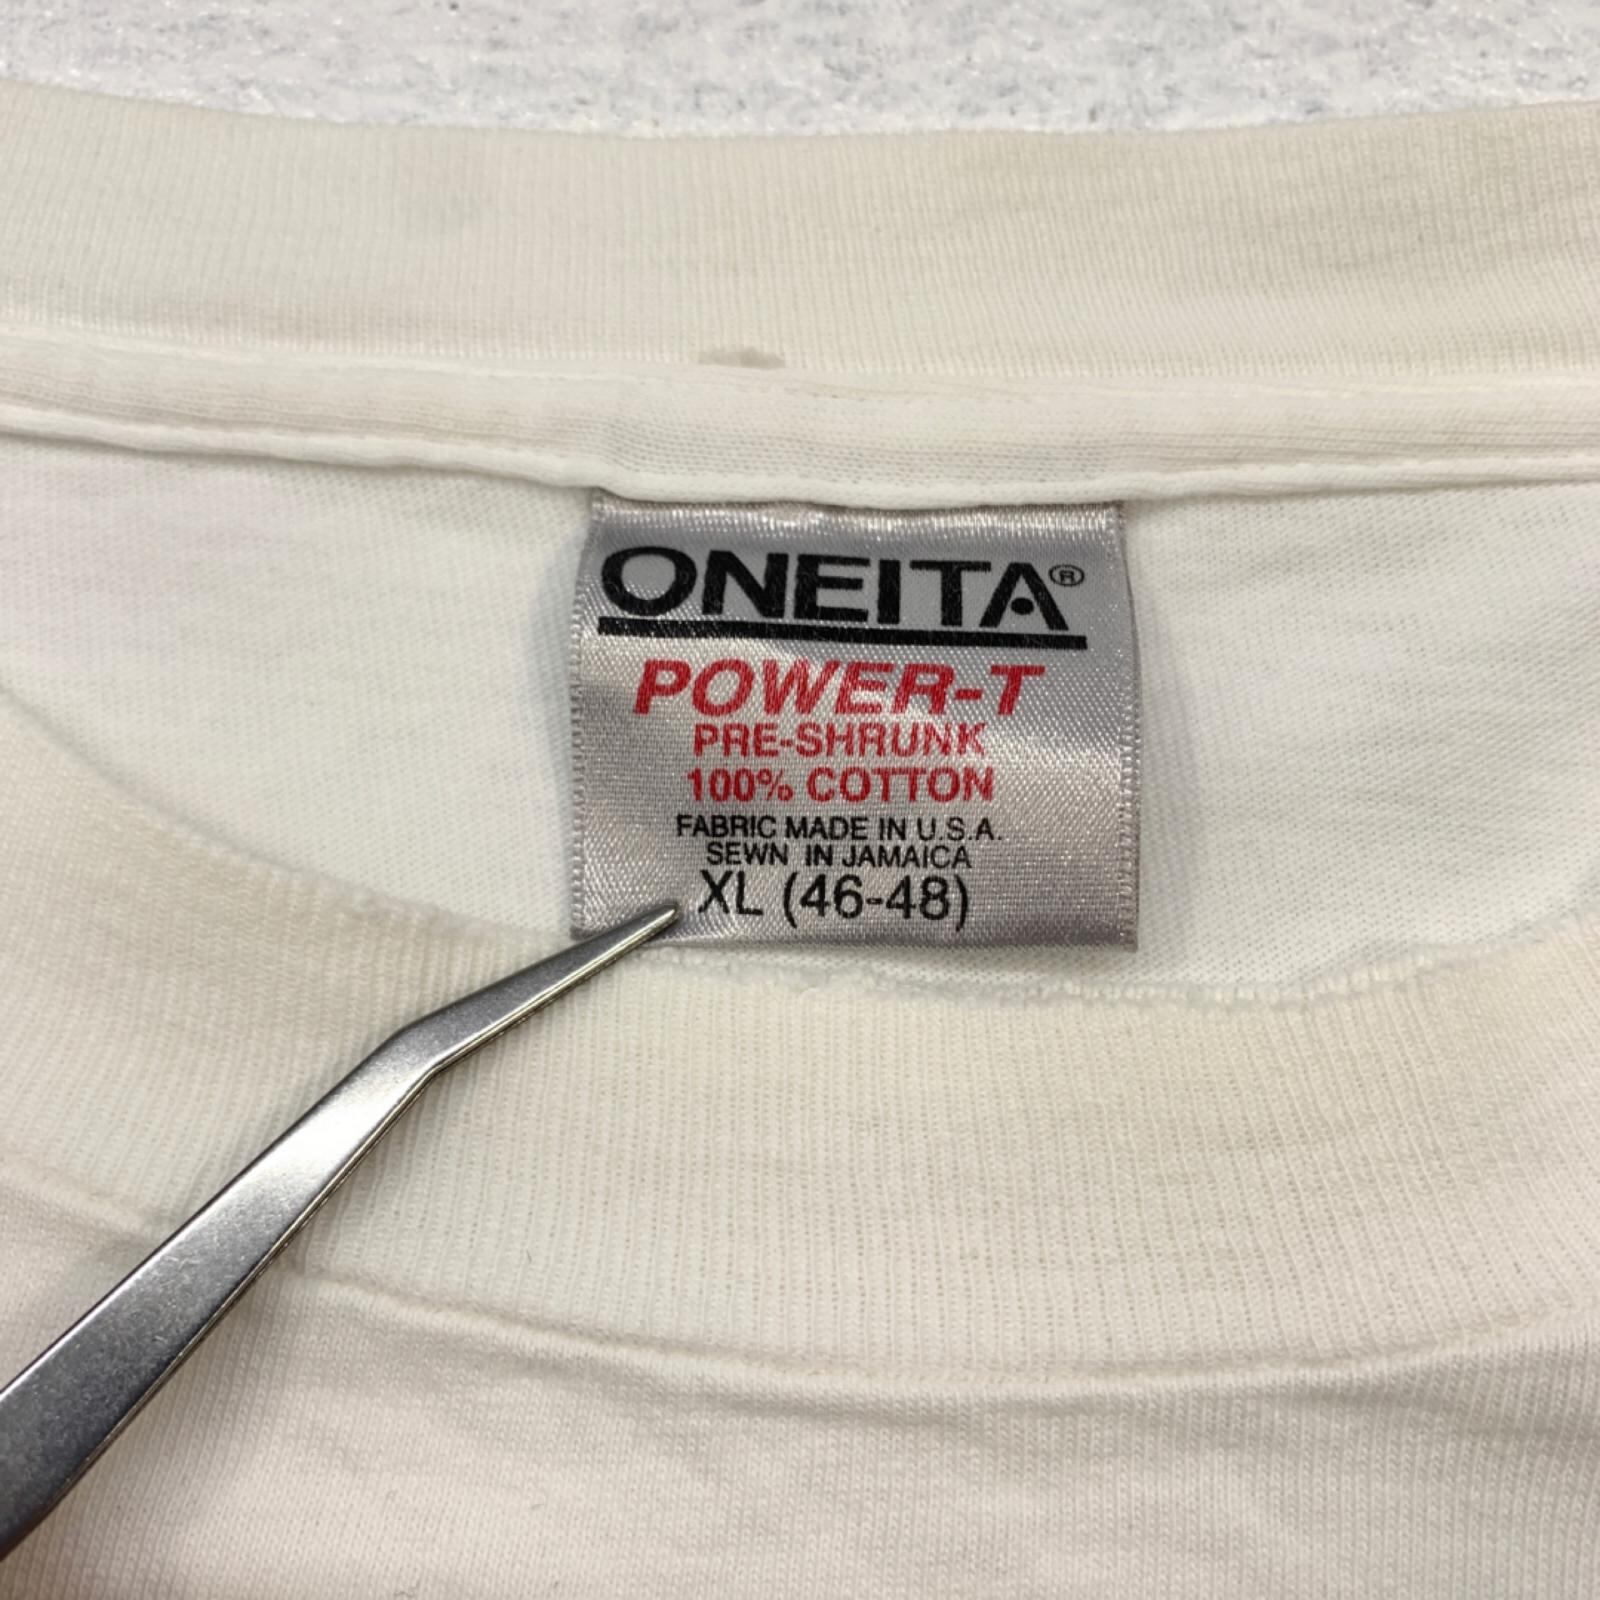 ONEITA®
POWER-T
PRE-SHRUNK
100% COTTON
FABRIC MADE IN U.S.A.
SEWN IN JAMAICA
XL (46-48)